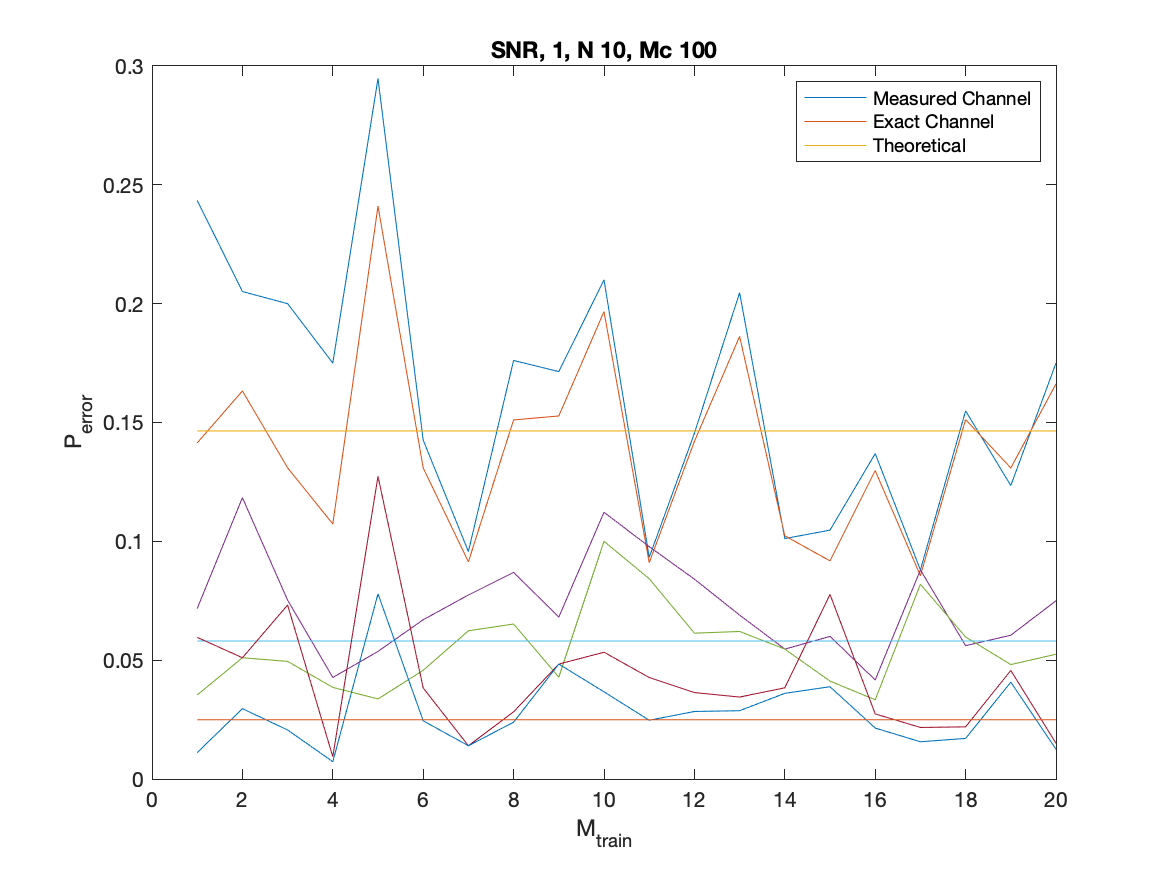 SNR, 1, N 10, Mc 100
0.3
0.25
0.2
0.15
0.1
0.05
0
P_error
Measured Channel
Exact Channel
Theoretical
0 2 4 6 8 10 12 14 16 18 20
M_train